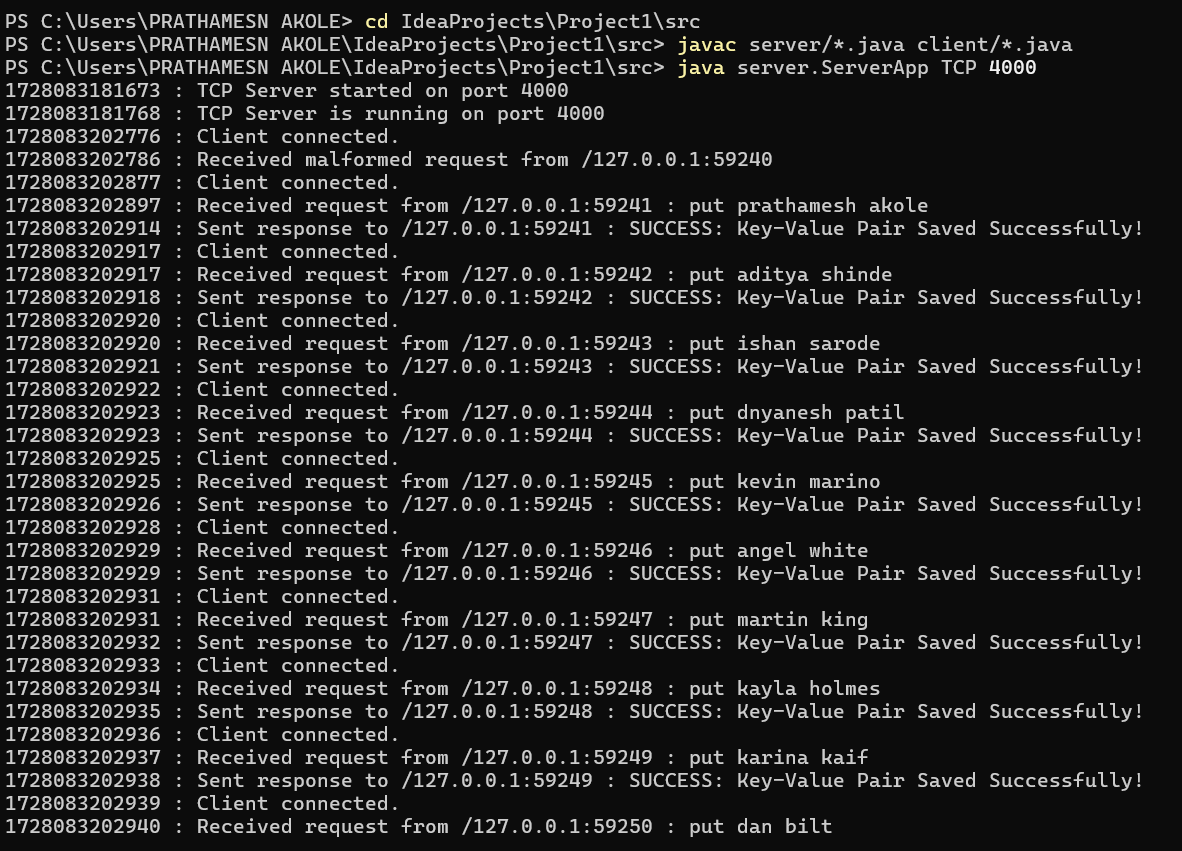 PS C:\Users\PRATHAMESN AKOLE> cd IdeaProjects\Project1\src
PS C:\Users\PRATHAMESN AKOLE\IdeaProjects\Project1\src> javac server/*.java client/*.java
PS C:\Users\PRATHAMESN AKOLE\IdeaProjects\Project1\src> java server.ServerApp TCP 4000
1728083181673 : TCP Server started on port 4000
1728083181768 : TCP Server is running on port 4000
1728083202776 : Client connected.
1728083202786 : Received malformed request from /127.0.0.1:59240
1728083202877 : Client connected.
1728083202897 : Received request from /127.0.0.1:59241 : put prathamesh akole
1728083202914 : Sent response to /127.0.0.1:59241 : SUCCESS: Key-Value Pair Saved Successfully!
1728083202917 : Client connected.
1728083202917 : Received request from /127.0.0.1:59242 : put aditya shinde
1728083202918 : Sent response to /127.0.0.1:59242 : SUCCESS: Key-Value Pair Saved Successfully!
1728083202920 : Client connected.
1728083202920 : Received request from /127.0.0.1:59243 : put ishan sarode
1728083202921 : Sent response to /127.0.0.1:59243 : SUCCESS: Key-Value Pair Saved Successfully!
1728083202922 : Client connected.
1728083202923 : Received request from /127.0.0.1:59244 : put dnyanesh patil
1728083202923 : Sent response to /127.0.0.1:59244 : SUCCESS: Key-Value Pair Saved Successfully!
1728083202925 : Client connected.
1728083202925 : Received request from /127.0.0.1:59245 : put kevin marino
1728083202926 : Sent response to /127.0.0.1:59245 : SUCCESS: Key-Value Pair Saved Successfully!
1728083202928 : Client connected.
1728083202929 : Received request from /127.0.0.1:59246 : put angel white
1728083202929 : Sent response to /127.0.0.1:59246 : SUCCESS: Key-Value Pair Saved Successfully!
1728083202931 : Client connected.
1728083202931 : Received request from /127.0.0.1:59247 : put martin king
1728083202932 : Sent response to /127.0.0.1:59247 : SUCCESS: Key-Value Pair Saved Successfully!
1728083202933 : Client connected.
1728083202934 : Received request from /127.0.0.1:59248 : put kayla holmes
1728083202935 : Sent response to /127.0.0.1:59248 : SUCCESS: Key-Value Pair Saved Successfully!
1728083202936 : Client connected.
1728083202937 : Received request from /127.0.0.1:59249 : put karina kaif
1728083202938 : Sent response to /127.0.0.1:59249 : SUCCESS: Key-Value Pair Saved Successfully!
1728083202939 : Client connected.
1728083202940 : Received request from /127.0.0.1:59250 : put dan bilt